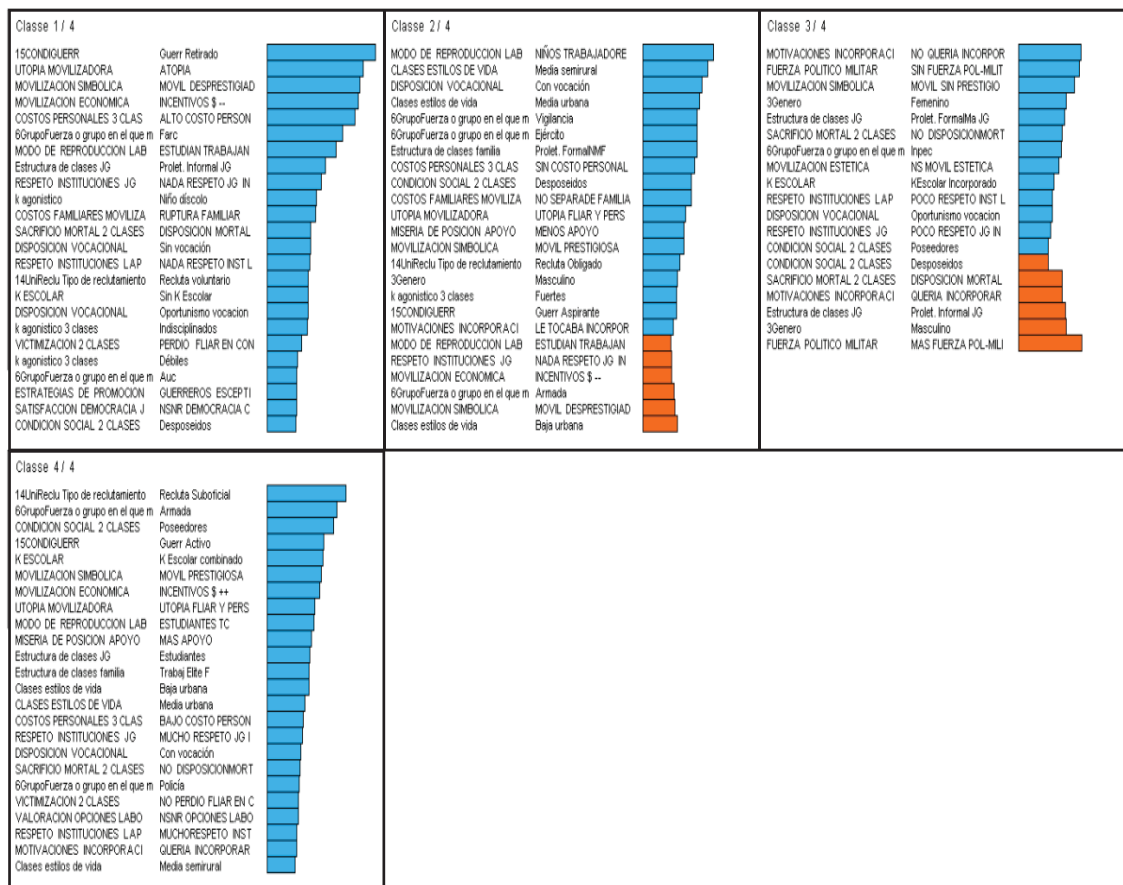 Classe 1 / 4
15CONDIGUERR Guerr Retirado
UTOPIA MOVILIZADORA ATOPIA
MOVILIZACION SIMBOLICA MOVIL DESPRESTIGIAD
MOVILIZACION ECONOMICA INCENTIVOS $ --
COSTOS PERSONALES 3 CLAS ALTO COSTO PERSON
6GrupoFuerza o grupo en el que m Farc
MODO DE REPRODUCCION LAB ESTUDIAN TRABAJAN
Estructura de clases JG Prolet. Informal JG
RESPETO INSTITUCIONES JG NADA RESPETO JG IN
k agonistico Niño díscolo
COSTOS FAMILIARES MOVILIZA RUPTURA FAMILIAR
SACRIFICIO MORTAL 2 CLASES DISPOSICION MORTAL
DISPOSICION VOCACIONAL Sin vocación
RESPETO INSTITUCIONES LAP NADA RESPETO INST L
14UniReclu Tipo de reclutamiento Recluta voluntario
K ESCOLAR Sin K Escolar
DISPOSICION VOCACIONAL Oportunismo vocacion
k agonistico 3 clases Indisciplinados
VICTIMIZACION 2 CLASES PERDIO FLIAR EN CON
k agonistico 3 clases Débiles
6GrupoFuerza o grupo en el que m Auc
ESTRATEGIAS DE PROMOCION GUERREROS ESCEPTI
SATISFACCION DEMOCRACIA J NSNR DEMOCRACIA C
CONDICION SOCIAL 2 CLASES Desposeidos
Classe 2 / 4
MODO DE REPRODUCCION LAB NIÑOS TRABAJADORE
CLASES ESTILOS DE VIDA Media semirural
DISPOSICION VOCACIONAL Con vocación
Clases estilos de vida Media urbana
6GrupoFuerza o grupo en el que m Vigilancia
6GrupoFuerza o grupo en el que m Ejército
Estructura de clases familia Prolet. FormalNMF
COSTOS PERSONALES 3 CLAS SIN COSTO PERSONAL
CONDICION SOCIAL 2 CLASES Desposeidos
COSTOS FAMILIARES MOVILIZA NO SEPARADE FAMILIA
UTOPIA MOVILIZADORA UTOPIA FLIAR Y PERS
MISERIA DE POSICION APOYO MENOS APOYO
MOVILIZACION SIMBOLICA MOVIL PRESTIGIOSA
14UniReclu Tipo de reclutamiento Recluta Obligado
3Genero Masculino
k agonistico 3 clases Fuertes
15CONDIGUERR Guerr Aspirante
MOTIVACIONES INCORPORACI LE TOCABA INCORPOR
MODO DE REPRODUCCION LAB ESTUDIAN TRABAJAN
RESPETO INSTITUCIONES JG NADA RESPETO JG IN
MOVILIZACION ECONOMICA INCENTIVOS $ --
6GrupoFuerza o grupo en el que m Armada
MOVILIZACION SIMBOLICA MOVIL DESPRESTIGIAD
Clases estilos de vida Baja urbana
Classe 3 / 4
MOTIVACIONES INCORPORACI NO QUERIA INCORPOR
FUERZA POLITICO MILITAR SIN FUERZA POL-MILIT
MOVILIZACION SIMBOLICA MOVIL SIN PRESTIGIO
3Genero Femenino
Estructura de clases JG Prolet. FormalMa JG
SACRIFICIO MORTAL 2 CLASES NO DISPOSICIONMORT
6GrupoFuerza o grupo en el que m Inpec
MOVILIZACION ESTETICA NS MOVIL ESTETICA
K ESCOLAR KEscolar Incorporado
RESPETO INSTITUCIONES LAP POCO RESPETO INST L
DISPOSICION VOCACIONAL Oportunismo vocacion
RESPETO INSTITUCIONES JG POCO RESPETO JG IN
CONDICION SOCIAL 2 CLASES Poseedores
CONDICION SOCIAL 2 CLASES Desposeidos
SACRIFICIO MORTAL 2 CLASES DISPOSICION MORTAL
MOTIVACIONES INCORPORACI QUERIA INCORPORAR
Estructura de clases JG Prolet. Informal JG
3Genero Masculino
FUERZA POLITICO MILITAR MAS FUERZA POL-MILI
Classe 4 / 4
14UniReclu Tipo de reclutamiento Recluta Suboficial
6GrupoFuerza o grupo en el que m Armada
CONDICION SOCIAL 2 CLASES Poseedores
15CONDIGUERR Guerr Activo
K ESCOLAR K Escolar combinado
MOVILIZACION SIMBOLICA MOVIL PRESTIGIOSA
MOVILIZACION ECONOMICA INCENTIVOS $ ++
UTOPIA MOVILIZADORA UTOPIA FLIAR Y PERS
MODO DE REPRODUCCION LAB ESTUDIANTES TC
MISERIA DE POSICION APOYO MAS APOYO
Estructura de clases JG Estudiantes
Estructura de clases familia Trabaj Elite F
Clases estilos de vida Baja urbana
CLASES ESTILOS DE VIDA Media urbana
COSTOS PERSONALES 3 CLAS BAJO COSTO PERSON
RESPETO INSTITUCIONES JG MUCHO RESPETO JG I
DISPOSICION VOCACIONAL Con vocación
SACRIFICIO MORTAL 2 CLASES NO DISPOSICIONMORT
6GrupoFuerza o grupo en el que m Policía
VICTIMIZACION 2 CLASES NO PERDIO FLIAR EN C
VALORACION OPCIONES LABO NSNR OPCIONES LABO
RESPETO INSTITUCIONES LAP MUCHORESPETO INST
MOTIVACIONES INCORPORACI QUERIA INCORPORAR
Clases estilos de vida Media semirural